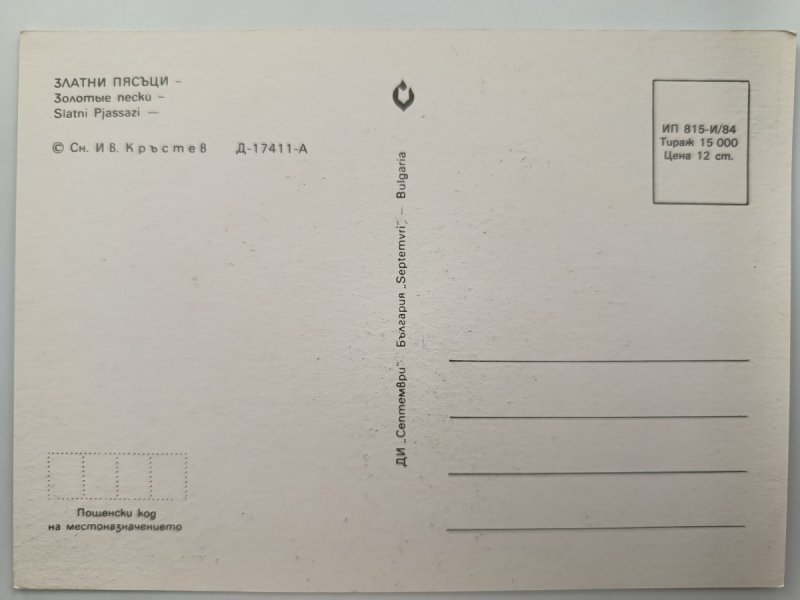 ЗЛАТНИ ПЯСЪЦИ –
Золотые пески –
Slatni Pjassazi —
© Сн. Ив. Кръстев Д-17411-А
ДИ „Септември" България „Septemvri", – Bulgaria
ИП 815-И/84
Тираж 15 000
Цена 12 ст.
Пощенски код
на местоназначението